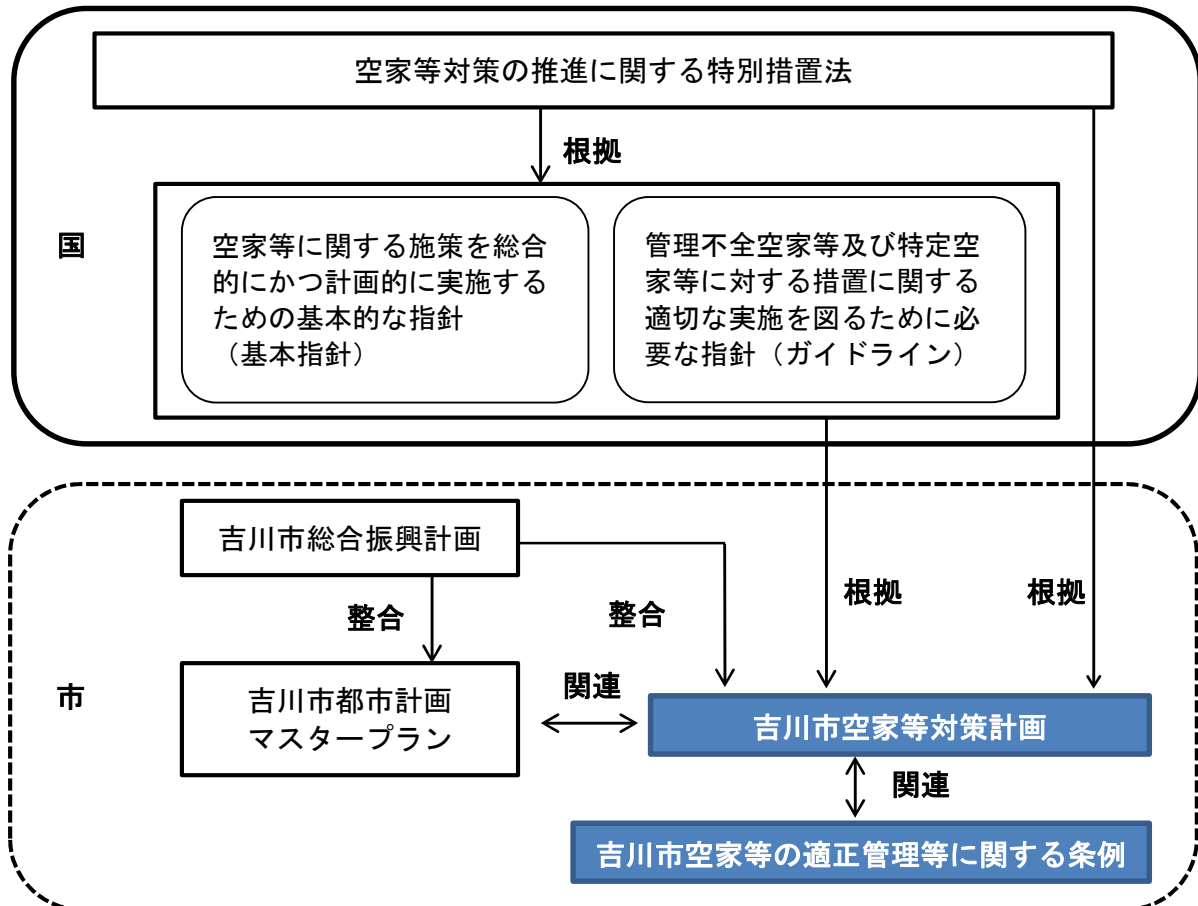 空家等対策の推進に関する特別措置法
根拠
国
空家等に関する施策を総合
的にかつ計画的に実施する
ための基本的な指針
（基本指針）
管理不全空家等及び特定空
家等に対する措置に関する
適切な実施を図るために必
要な指針（ガイドライン）
吉川市総合振興計画
整合
整合
根拠
根拠
市
吉川市都市計画
マスタープラン
関連
吉川市空家等対策計画
関連
吉川市空家等の適正管理等に関する条例